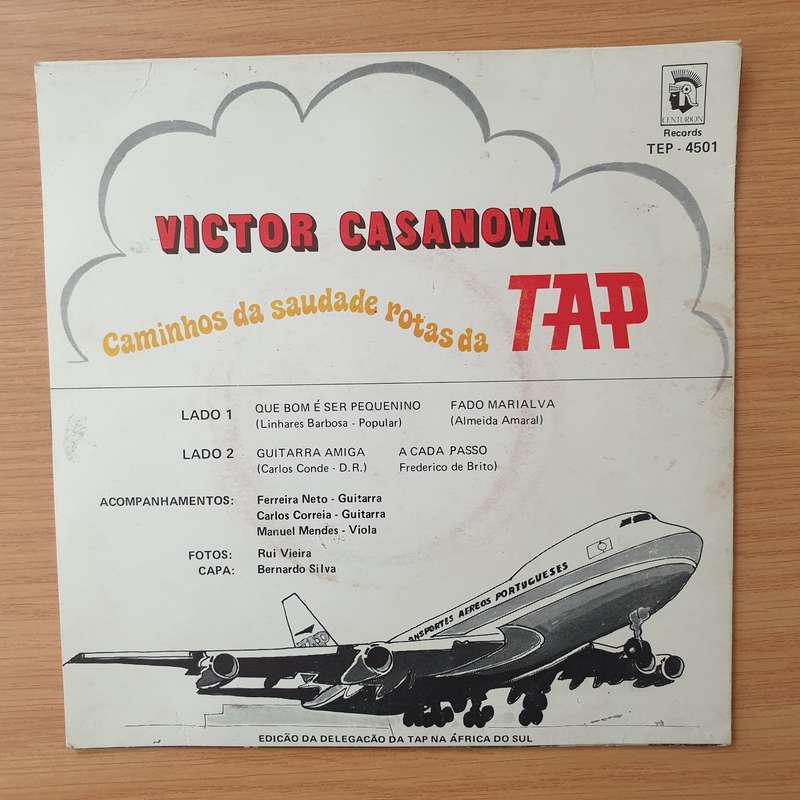 CENTURION
Records
TEP - 4501
VICTOR CASANOVA
Caminhos da saudade rotas da TAP
LADO 1 QUE BOM É SER PEQUENINO FADO MARIALVA
(Linhares Barbosa - Popular) (Almeida Amaral)
LADO 2 GUITARRA AMIGA A CADA PASSO
(Carlos Conde - D.R.) Frederico de Brito)
ACOMPANHAMENTOS: Ferreira Neto - Guitarra
Carlos Correia - Guitarra
Manuel Mendes - Viola
FOTOS: Rui Vieira
CAPA: Bernardo Silva
ANSPORTES AEREOS PORTUGUESES
EDICÃO DA DELEGACÃO DA TAP NA ÁFRICA DO SUL